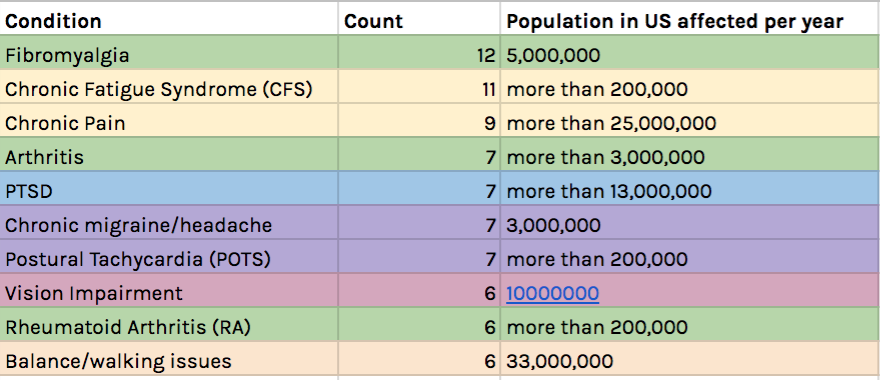 Condition Count Population in US affected per year
Fibromyalgia 12 5,000,000
Chronic Fatigue Syndrome (CFS) 11 more than 200,000
Chronic Pain 9 more than 25,000,000
Arthritis 7 more than 3,000,000
PTSD 7 more than 13,000,000
Chronic migraine/headache 7 3,000,000
Postural Tachycardia (POTS) 7 more than 200,000
Vision Impairment 6 10000000
Rheumatoid Arthritis (RA) 6 more than 200,000
Balance/walking issues 6 33,000,000